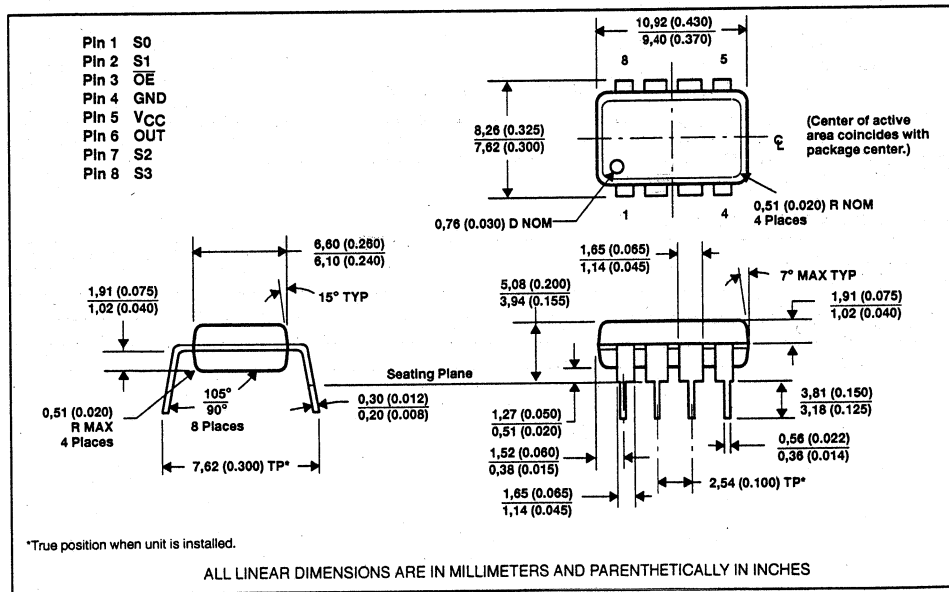 Pin 1 S0
Pin 2 S1
Pin 3 OE
Pin 4 GND
Pin 5 VCC
Pin 6 OUT
Pin 7 S2
Pin 8 S3
10,92 (0.430)
9,40 (0.370)
8
5
8,26 (0.325)
7,62 (0.300)
℄
(Center of active
area coincides with
package center.)
0,76 (0.030) D NOM
1
4
0,51 (0.020) R NOM
4 Places
6,60 (0.260)
6,10 (0.240)
15° TYP
1,91 (0.075)
1,02 (0.040)
1,65 (0.065)
1,14 (0.045)
7° MAX TYP
5,08 (0.200)
3,94 (0.155)
1,91 (0.075)
1,02 (0.040)
Seating Plane
0,51 (0.020)
R MAX
4 Places
105°
90°
8 Places
0,30 (0.012)
0,20 (0.008)
7,62 (0.300) TP*
1,27 (0.050)
0,51 (0.020)
3,81 (0.150)
3,18 (0.125)
1,52 (0.060)
0,38 (0.015)
0,56 (0.022)
0,36 (0.014)
2,54 (0.100) TP*
1,65 (0.065)
1,14 (0.045)
*True position when unit is installed.
ALL LINEAR DIMENSIONS ARE IN MILLIMETERS AND PARENTHETICALLY IN INCHES